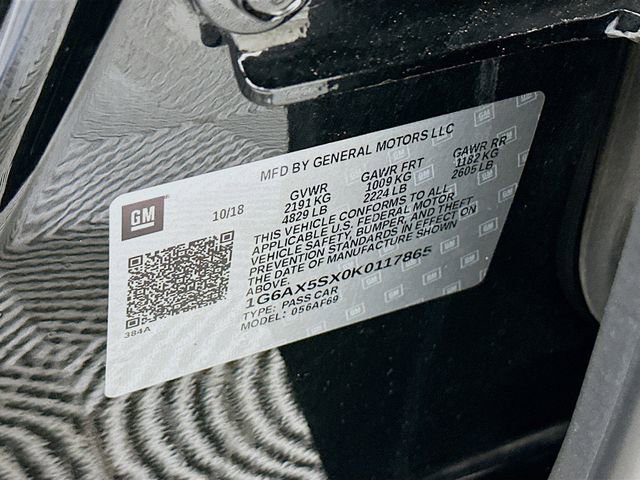 MFD BY GENERAL MOTORS LLC
GM
10/18
GVWR GAWR FRT GAWR RR
2191 KG 1009 KG 1182 KG
4829 LB 2224 LB 2605 LB
THIS VEHICLE CONFORMS TO ALL
APPLICABLE U.S. FEDERAL MOTOR
VEHICLE SAFETY, BUMPER, AND THEFT
PREVENTION STANDARDS IN EFFECT ON
THE DATE OF MANUFACTURE SHOWN
ABOVE.
1G6AX5SX0K0117865
TYPE: PASS CAR
MODEL: 056AF69
384A